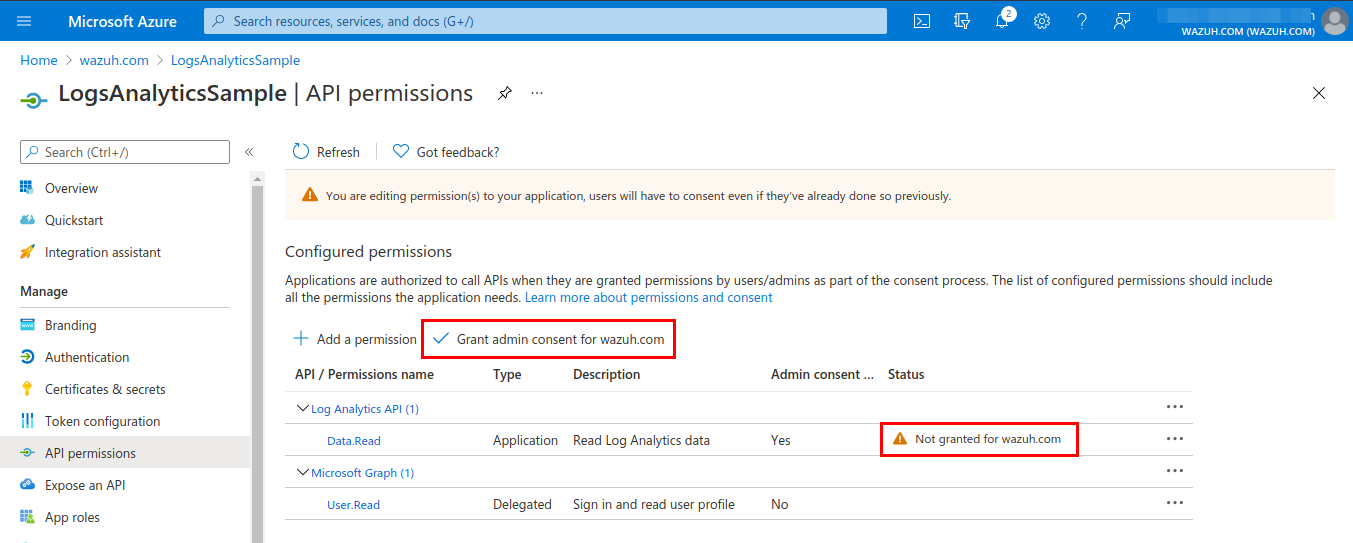 Microsoft Azure
Search resources, services, and docs (G+/)
2
WAZUH.COM (WAZUH.COM)
Home > wazuh.com > LogsAnalyticsSample
LogsAnalyticsSample | API permissions
Search (Ctrl+/)
Overview
Quickstart
Integration assistant
Manage
Branding
Authentication
Certificates & secrets
Token configuration
API permissions
Expose an API
App roles
Refresh
Got feedback?
You are editing permission(s) to your application, users will have to consent even if they've already done so previously.
Configured permissions
Applications are authorized to call APIs when they are granted permissions by users/admins as part of the consent process. The list of configured permissions should include
all the permissions the application needs. Learn more about permissions and consent
Add a permission
Grant admin consent for wazuh.com
API / Permissions name Type Description Admin consent ... Status
Log Analytics API (1)
Data.Read Application Read Log Analytics data Yes Not granted for wazuh.com
Microsoft Graph (1)
User.Read Delegated Sign in and read user profile No